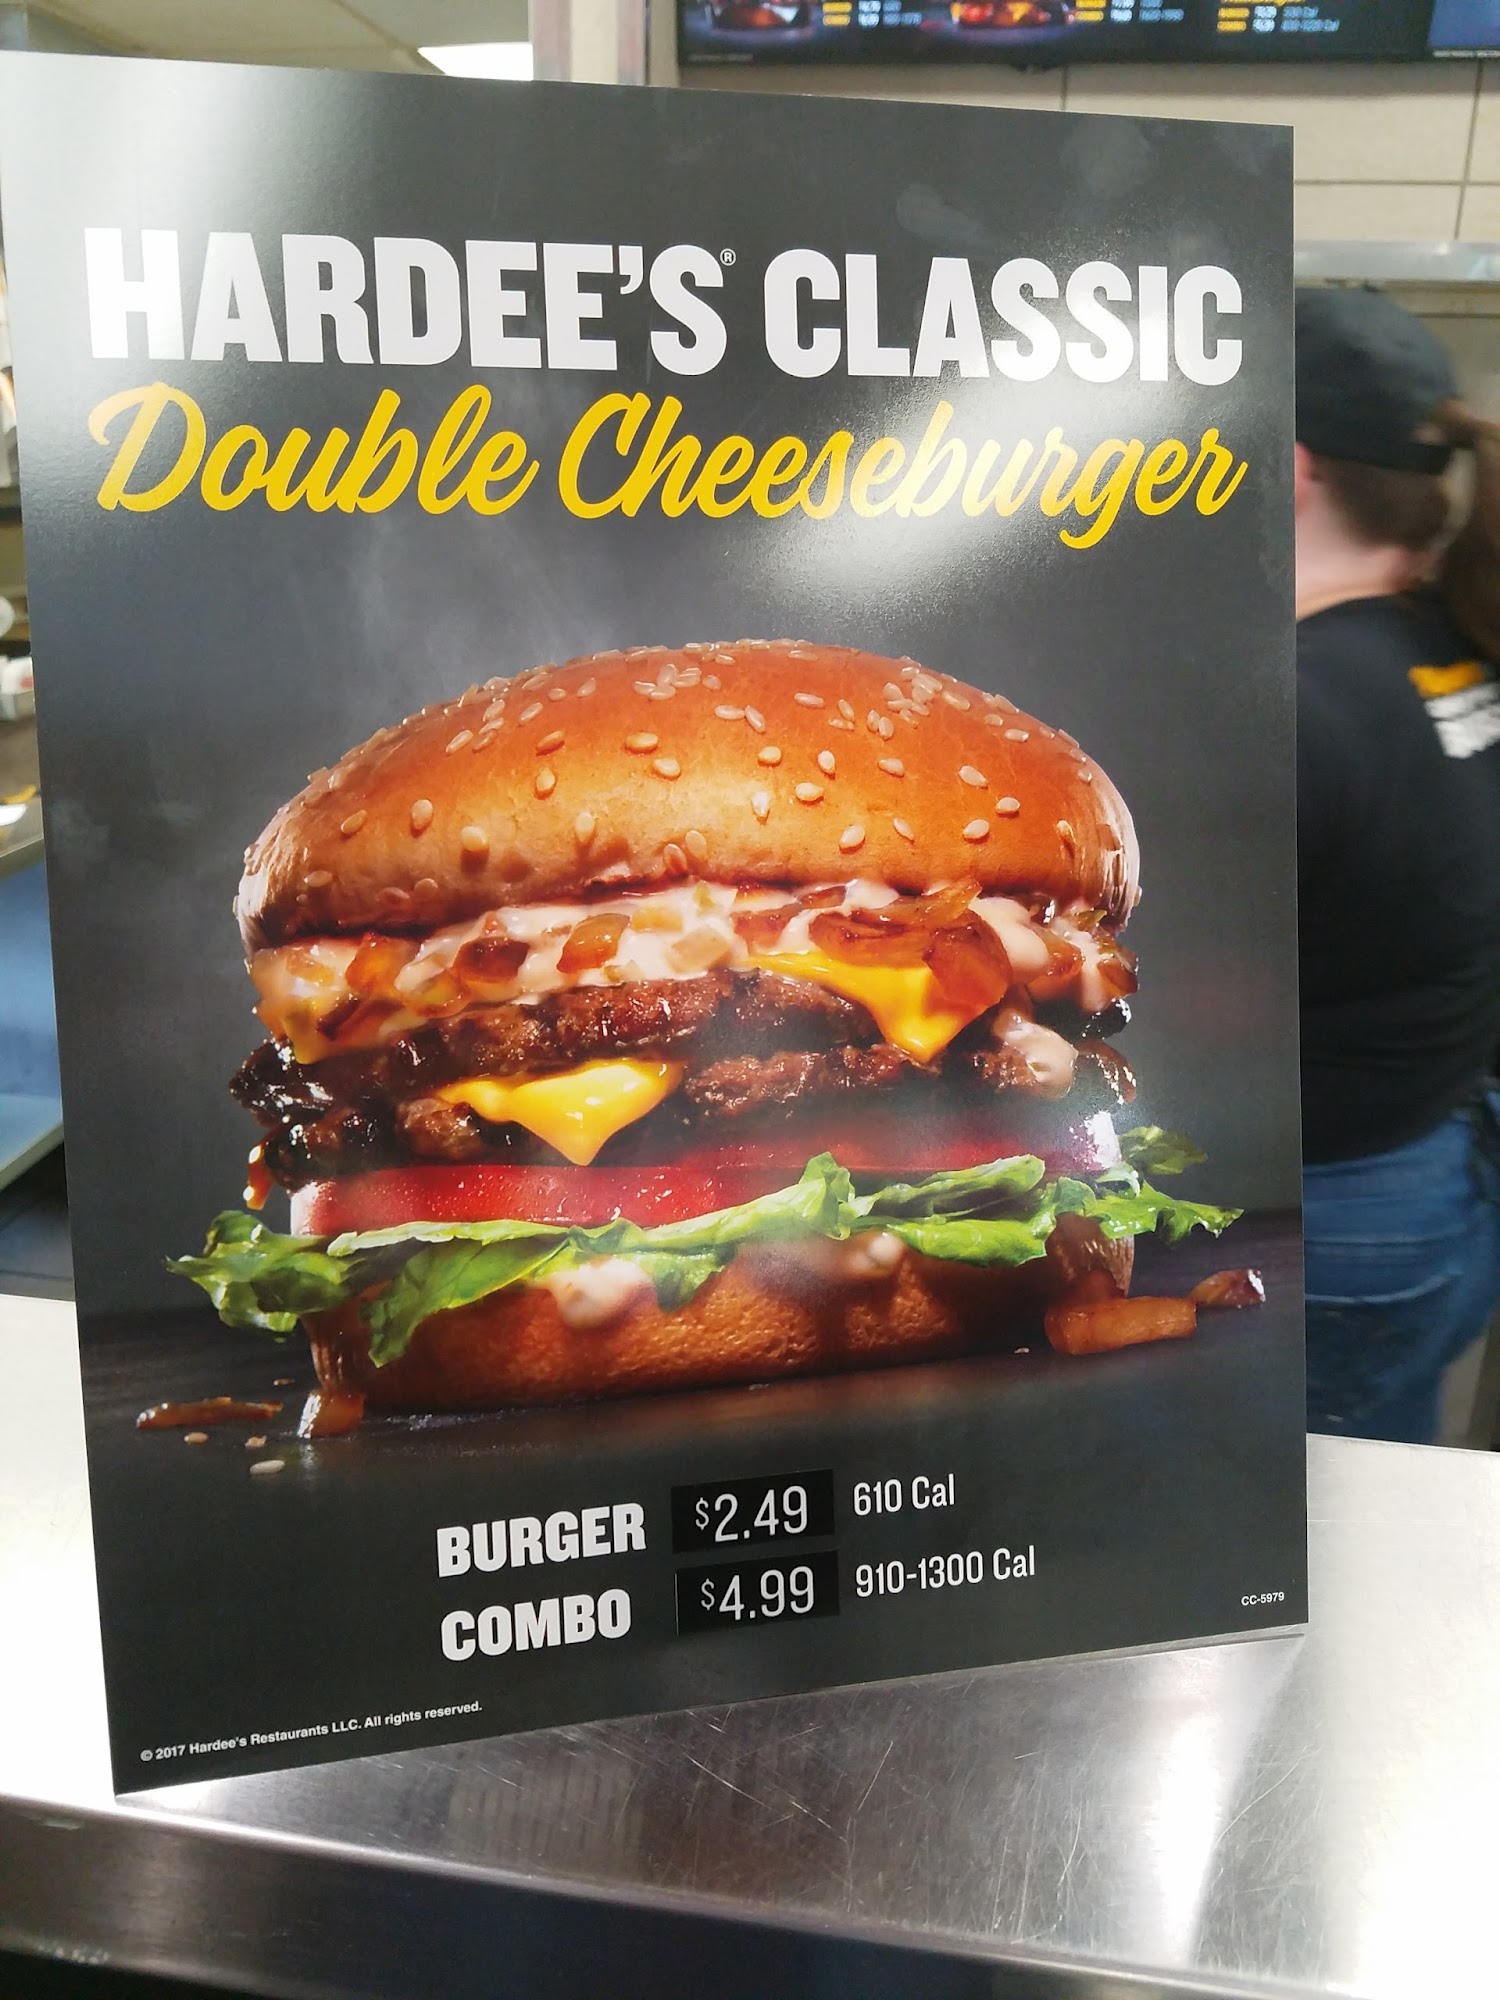 HARDEE'S® CLASSIC
Double Cheeseburger
BURGER $2.49 610 Cal
COMBO $4.99 910-1300 Cal
CC-5979
© 2017 Hardee's Restaurants LLC. All rights reserved.